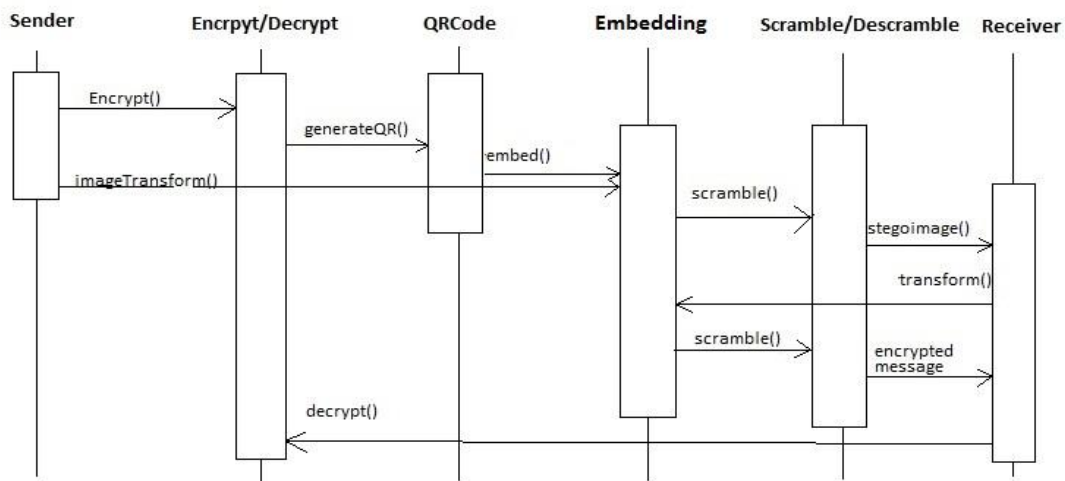 Sender
Encrpyt/Decrypt
QRCode
Embedding
Scramble/Descramble
Receiver
Encrypt()
generateQR()
embed()
imageTransform()
scramble()
stegoimage()
transform()
scramble()
encrypted
message
decrypt()